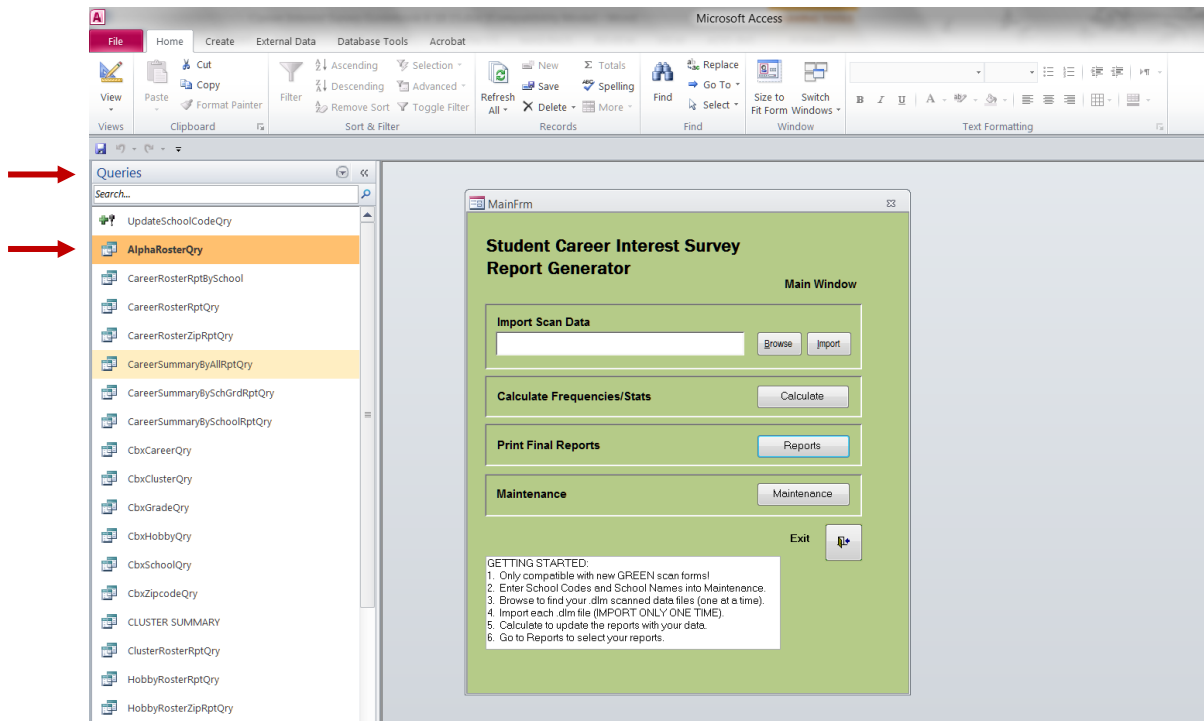 A
Microsoft Access
File Home Create External Data Database Tools Acrobat
View
Views
Paste
Cut
Copy
Format Painter
Clipboard
Filter
Ascending
Descending
Remove Sort
Selection
Advanced
Toggle Filter
Sort & Filter
Refresh
All
New
Save
Delete
Totals
Spelling
More
Records
Find
Replace
Go To
Select
Find
Size to
Fit Form
Switch
Windows
Window
B I U A
Text Formatting
Queries
Search...
UpdateSchoolCodeQry
AlphaRosterQry
CareerRosterRptBySchool
CareerRosterRptQry
CareerRosterZipRptQry
CareerSummaryByAllRptQry
CareerSummaryBySchGrdRptQry
CareerSummaryBySchoolRptQry
CbxCareerQry
CbxClusterQry
CbxGradeQry
CbxHobbyQry
CbxSchoolQry
CbxZipcodeQry
CLUSTER SUMMARY
ClusterRosterRptQry
HobbyRosterRptQry
HobbyRosterZipRptQry
MainFrm
Student Career Interest Survey
Report Generator
Main Window
Import Scan Data
Browse Import
Calculate Frequencies/Stats Calculate
Print Final Reports Reports
Maintenance Maintenance
Exit
GETTING STARTED:
1. Only compatible with new GREEN scan forms!
2. Enter School Codes and School Names into Maintenance.
3. Browse to find your .dlm scanned data files (one at a time).
4. Import each .dlm file (IMPORT ONLY ONE TIME).
5. Calculate to update the reports with your data.
6. Go to Reports to select your reports.